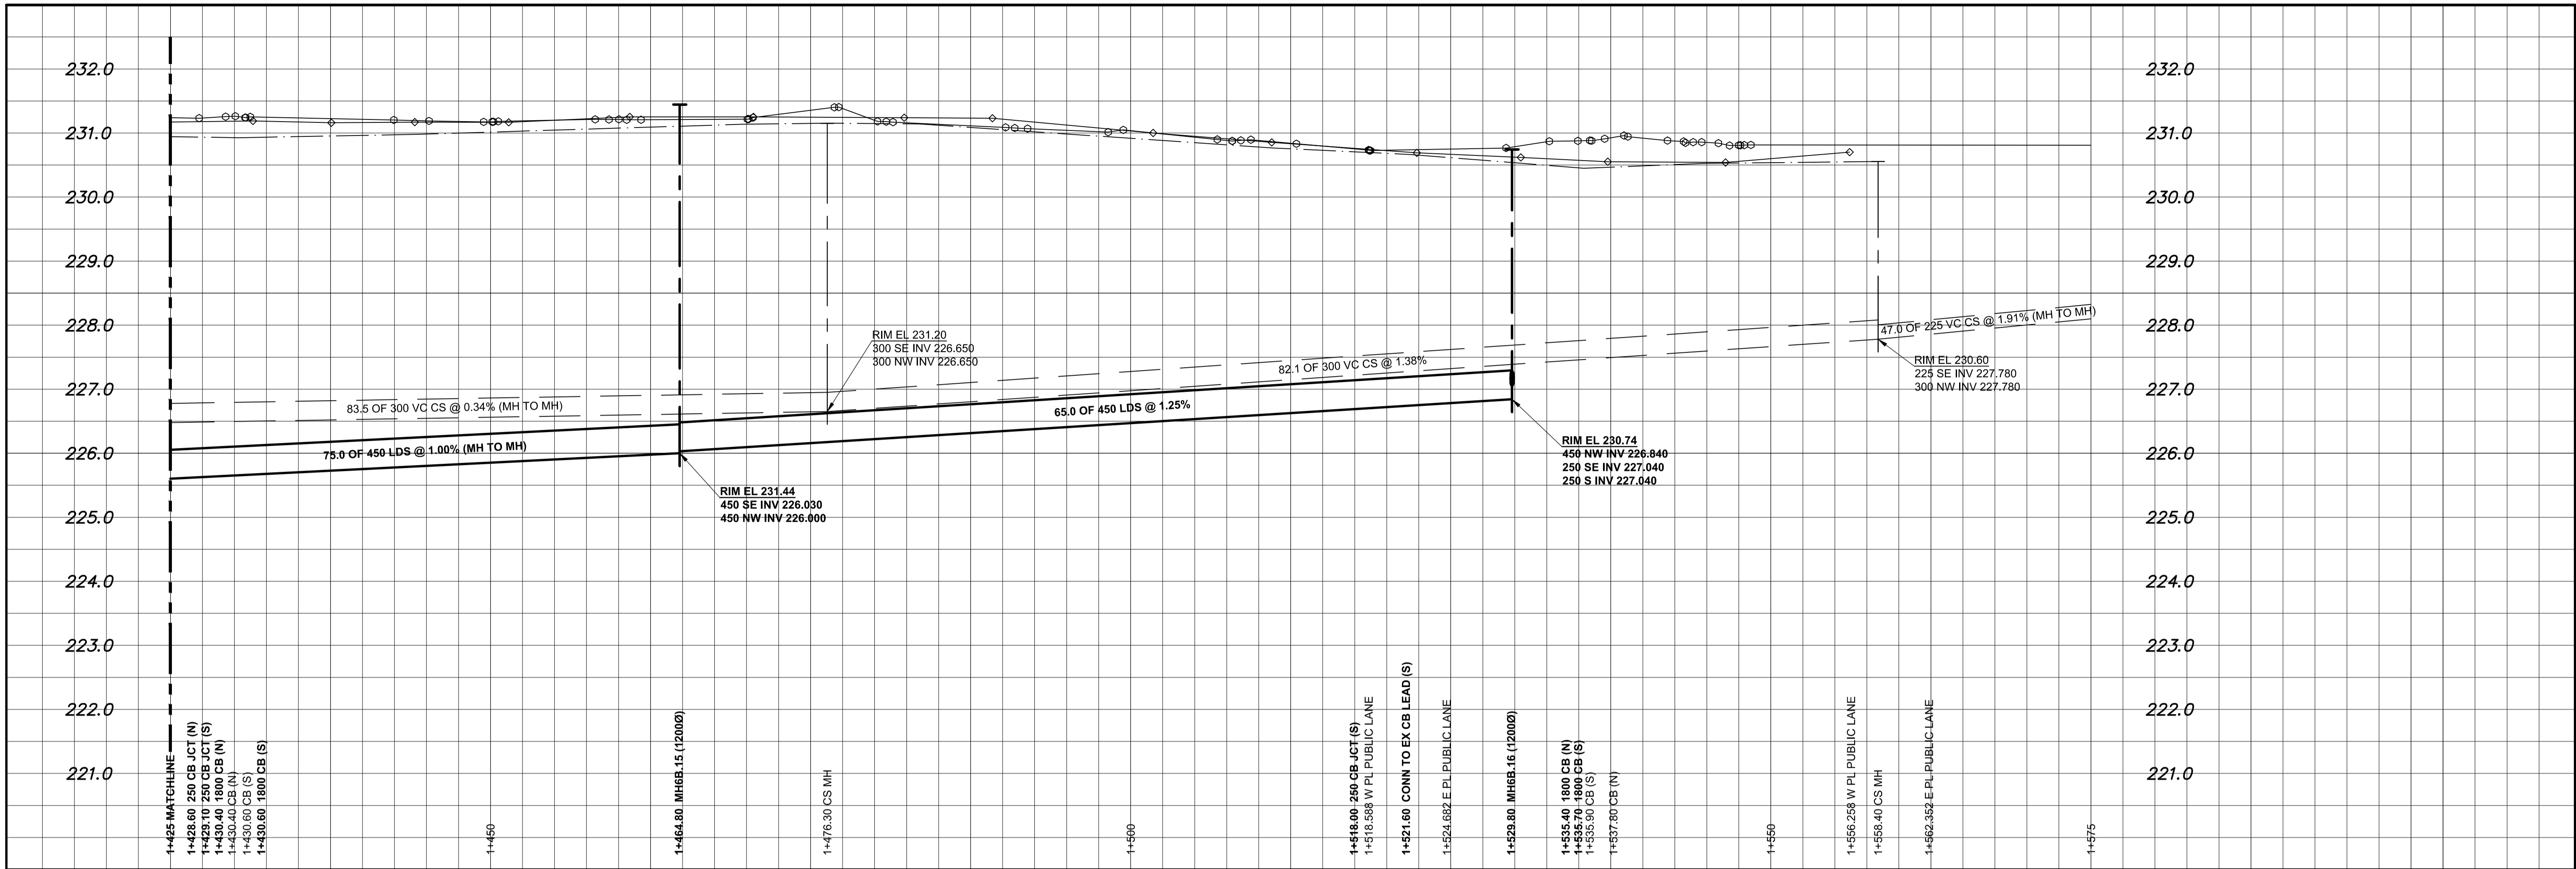 232.0
231.0
230.0
229.0
228.0
227.0
226.0
225.0
224.0
223.0
222.0
221.0
83.5 OF 300 VC CS @ 0.34% (MH TO MH)
75.0 OF 450 LDS @ 1.00% (MH TO MH)
RIM EL 231.44
450 SE INV 226.030
450 NW INV 226.000
RIM EL 231.20
300 SE INV 226.650
300 NW INV 226.650
65.0 OF 450 LDS @ 1.25%
82.1 OF 300 VC CS @ 1.38%
RIM EL 230.74
450 NW INV 226.840
250 SE INV 227.040
250 S INV 227.040
47.0 OF 225 VC CS @ 1.91% (MH TO MH)
RIM EL 230.60
225 SE INV 227.780
300 NW INV 227.780
232.0
231.0
230.0
229.0
228.0
227.0
226.0
225.0
224.0
223.0
222.0
221.0
1+425 MATCHLINE
1+428.60 250 CB JCT (N)
1+429.10 250 CB JCT (S)
1+430.40 1800 CB (N)
1+430.40 CB (N)
1+430.60 CB (S)
1+430.60 1800 CB (S)
1+450
1+464.80 MH6B.15 (1200Ø)
1+476.30 CS MH
1+500
1+518.00 250 CB JCT (S)
1+518.588 W PL PUBLIC LANE
1+521.60 CONN TO EX CB LEAD (S)
1+524.682 E PL PUBLIC LANE
1+529.80 MH6B.16 (1200Ø)
1+535.40 1800 CB (N)
1+535.70 1800 CB (S)
1+535.90 CB (S)
1+537.80 CB (N)
1+550
1+556.258 W PL PUBLIC LANE
1+558.40 CS MH
1+562.352 E PL PUBLIC LANE
1+575